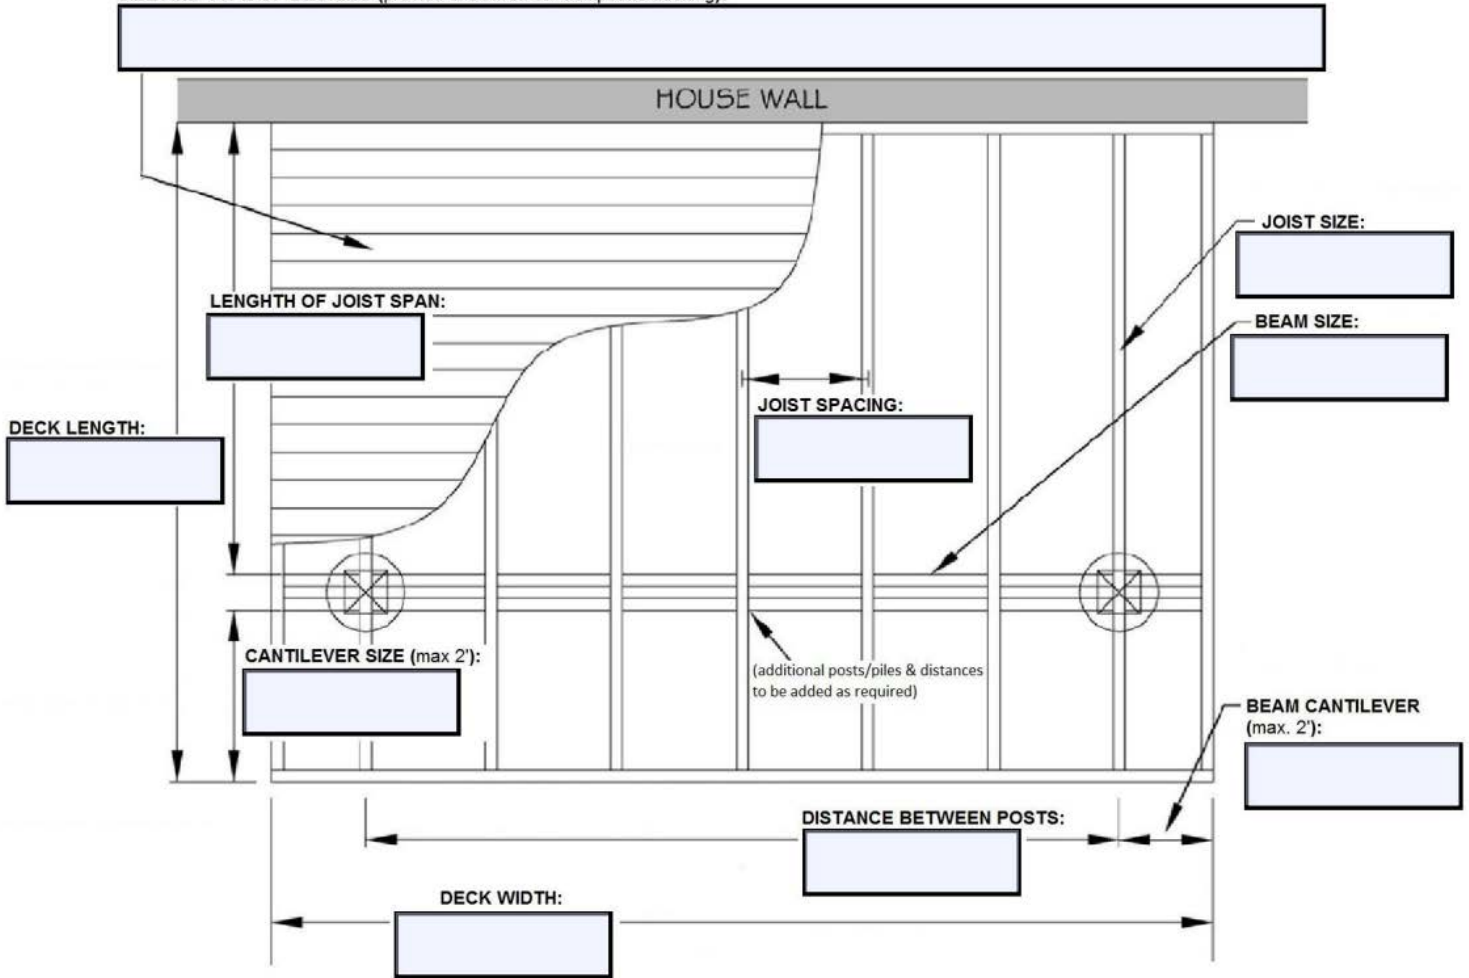 HOUSE WALL
JOIST SIZE:
LENGHTH OF JOIST SPAN:
BEAM SIZE:
JOIST SPACING:
DECK LENGTH:
CANTILEVER SIZE (max 2'):
(additional posts/piles & distances
to be added as required)
BEAM CANTILEVER
(max. 2'):
DISTANCE BETWEEN POSTS:
DECK WIDTH: